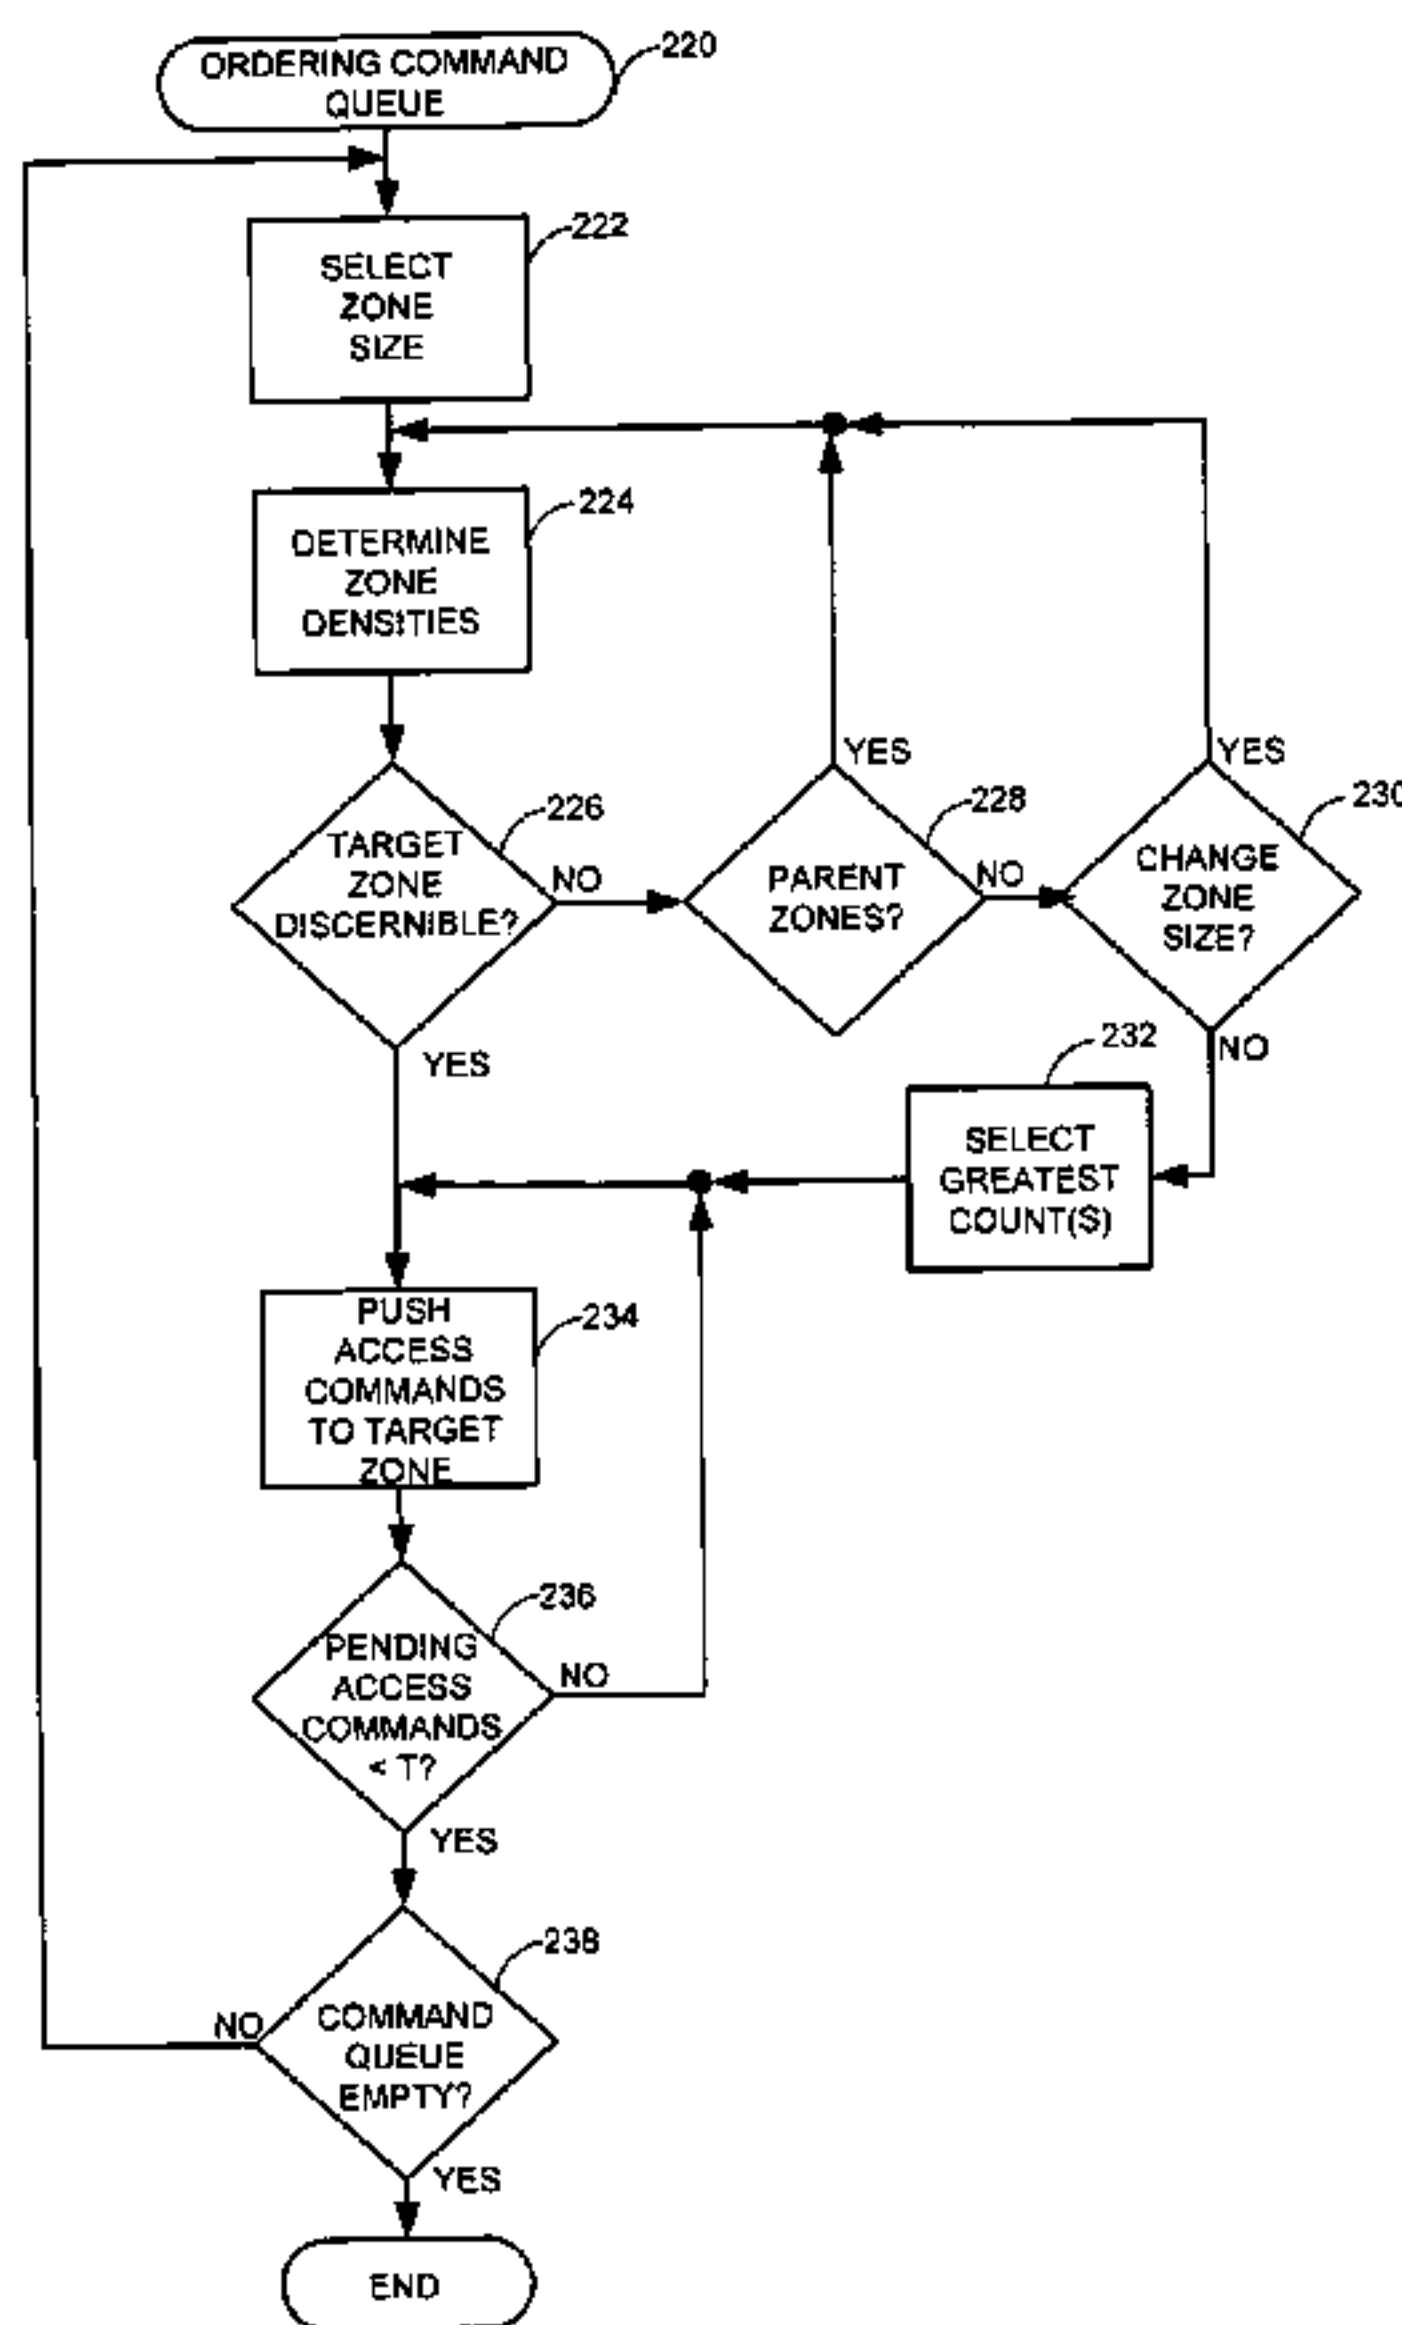 ORDERING COMMAND
QUEUE
220
222
SELECT
ZONE
SIZE
224
DETERMINE
ZONE
DENSITIES
226
TARGET
ZONE
DISCERNIBLE?
NO
YES
YES
228
PARENT
ZONES?
NO
YES
230
CHANGE
ZONE
SIZE?
NO
232
SELECT
GREATEST
COUNT(S)
234
PUSH
ACCESS
COMMANDS
TO TARGET
ZONE
236
PENDING
ACCESS
COMMANDS
< T?
NO
YES
238
COMMAND
QUEUE
EMPTY?
NO
YES
END